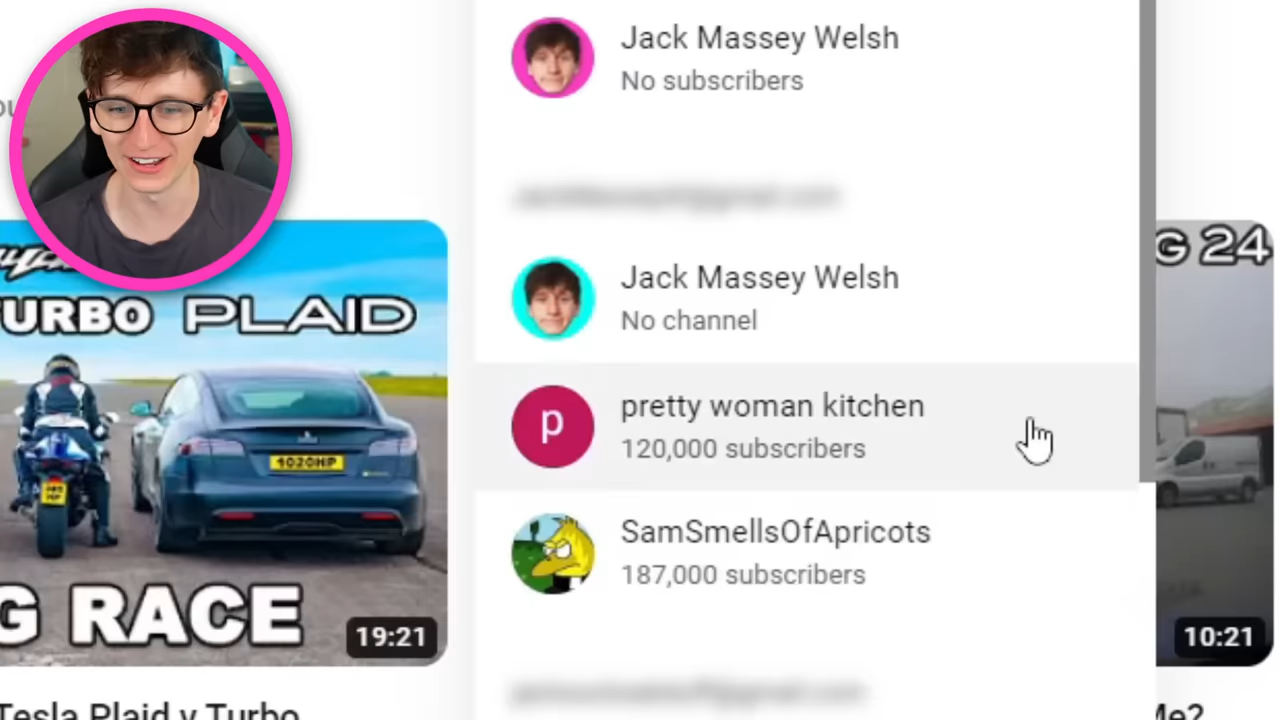 Jack Massey Welsh
No subscribers
Jack Massey Welsh
No channel
p
pretty woman kitchen
120,000 subscribers
SamSmellsOfApricots
187,000 subscribers
TURBO PLAID
1020HP
G RACE
19:21
Tesla Plaid v Turbo
G 24
10:21
Me?